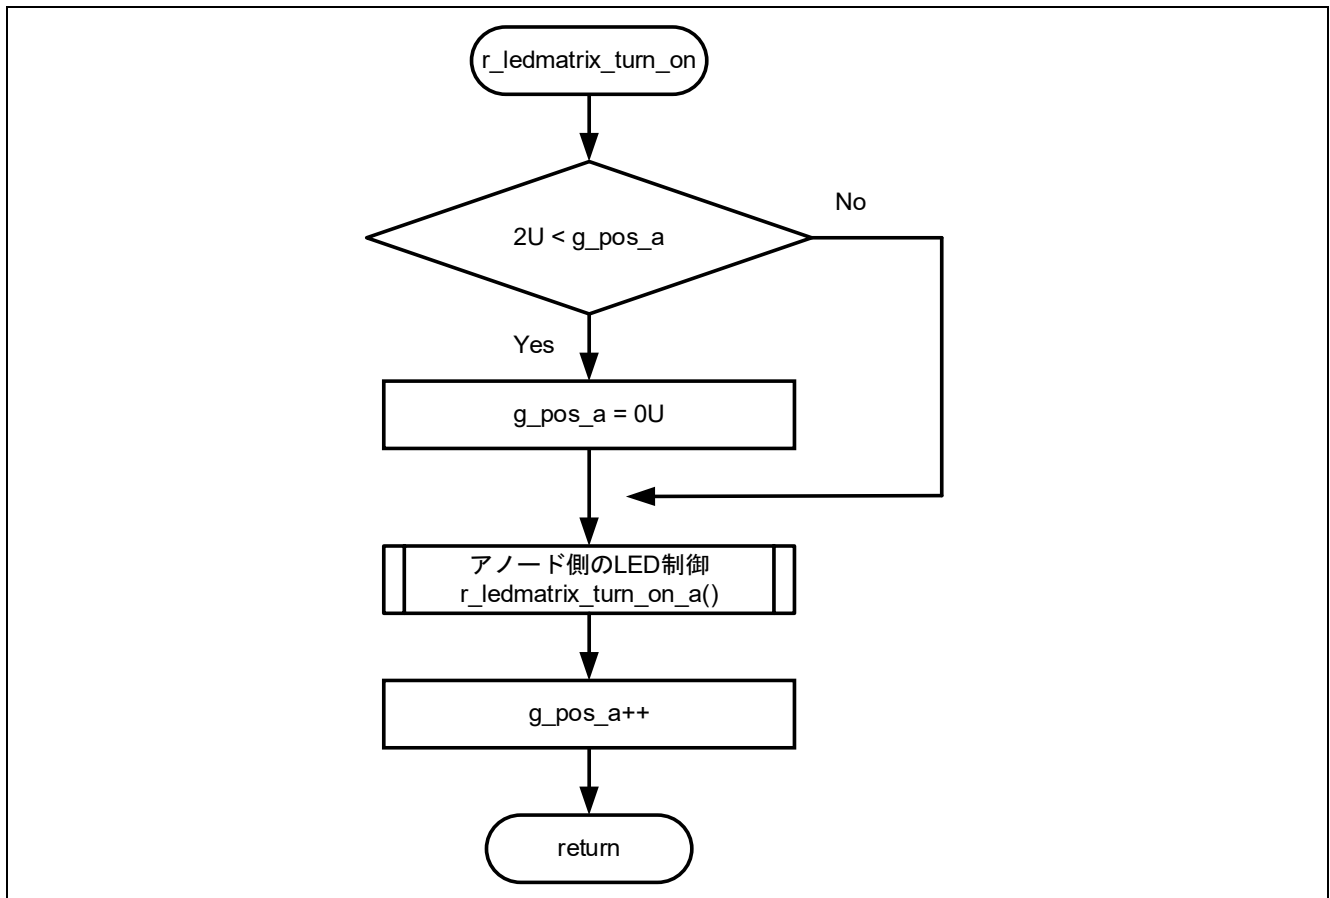 r_ledmatrix_turn_on
No
2U < g_pos_a
Yes
g_pos_a = 0U
アノード側のLED制御
r_ledmatrix_turn_on_a()
g_pos_a++
return